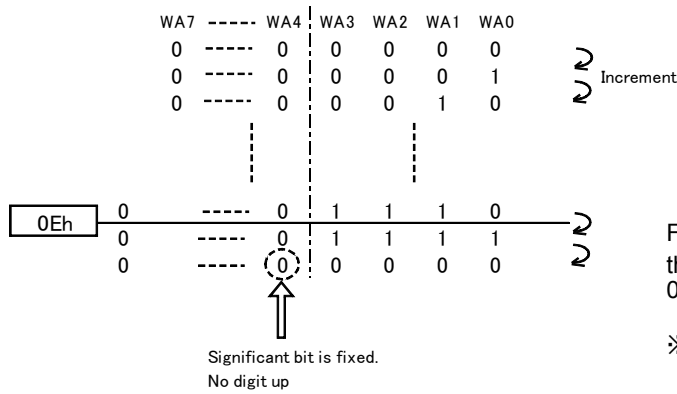 WA7 ----- WA4 WA3 WA2 WA1 WA0
0 ---- 0 0 0 0 0
0 ---- 0 0 0 0 1
Increment
0 ---- 0 0 0 1 0
0 ----- 0 1 1 1 0
0Eh
0 ----- 0 1 1 1 1
0 ----- 0 0 0 0 0
Significant bit is fixed.
No digit up
※